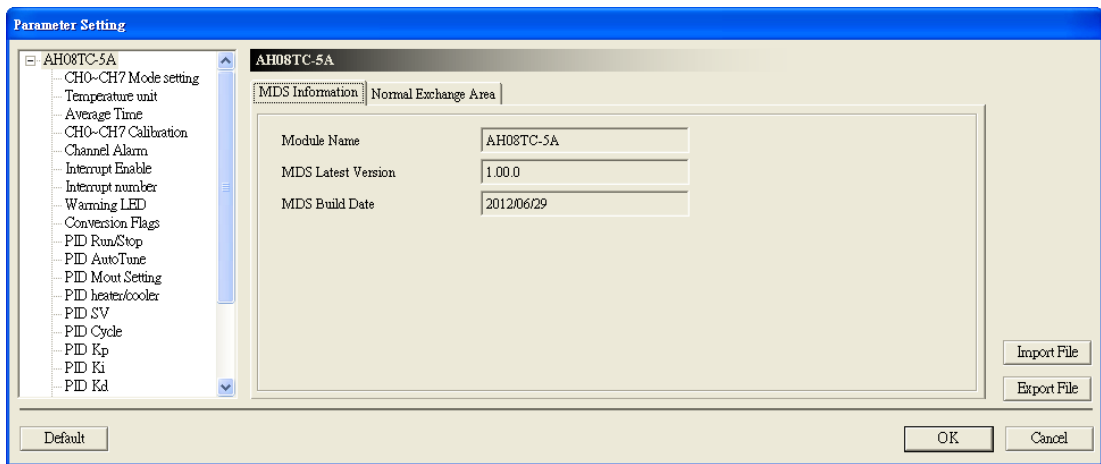 Parameter Setting
AH08TC-5A
CH0~CH7 Mode setting
Temperature unit
Average Time
CH0~CH7 Calibration
Channel Alarm
Interrupt Enable
Interrupt number
Warming LED
Conversion Flags
PID Run/Stop
PID AutoTune
PID Mout Setting
PID heater/cooler
PID SV
PID Cycle
PID Kp
PID Ki
PID Kd
AH08TC-5A
MDS Information Normal Exchange Area
Module Name AH08TC-5A
MDS Latest Version 1.00.0
MDS Build Date 2012/06/29
Import File
Export File
Default OK Cancel